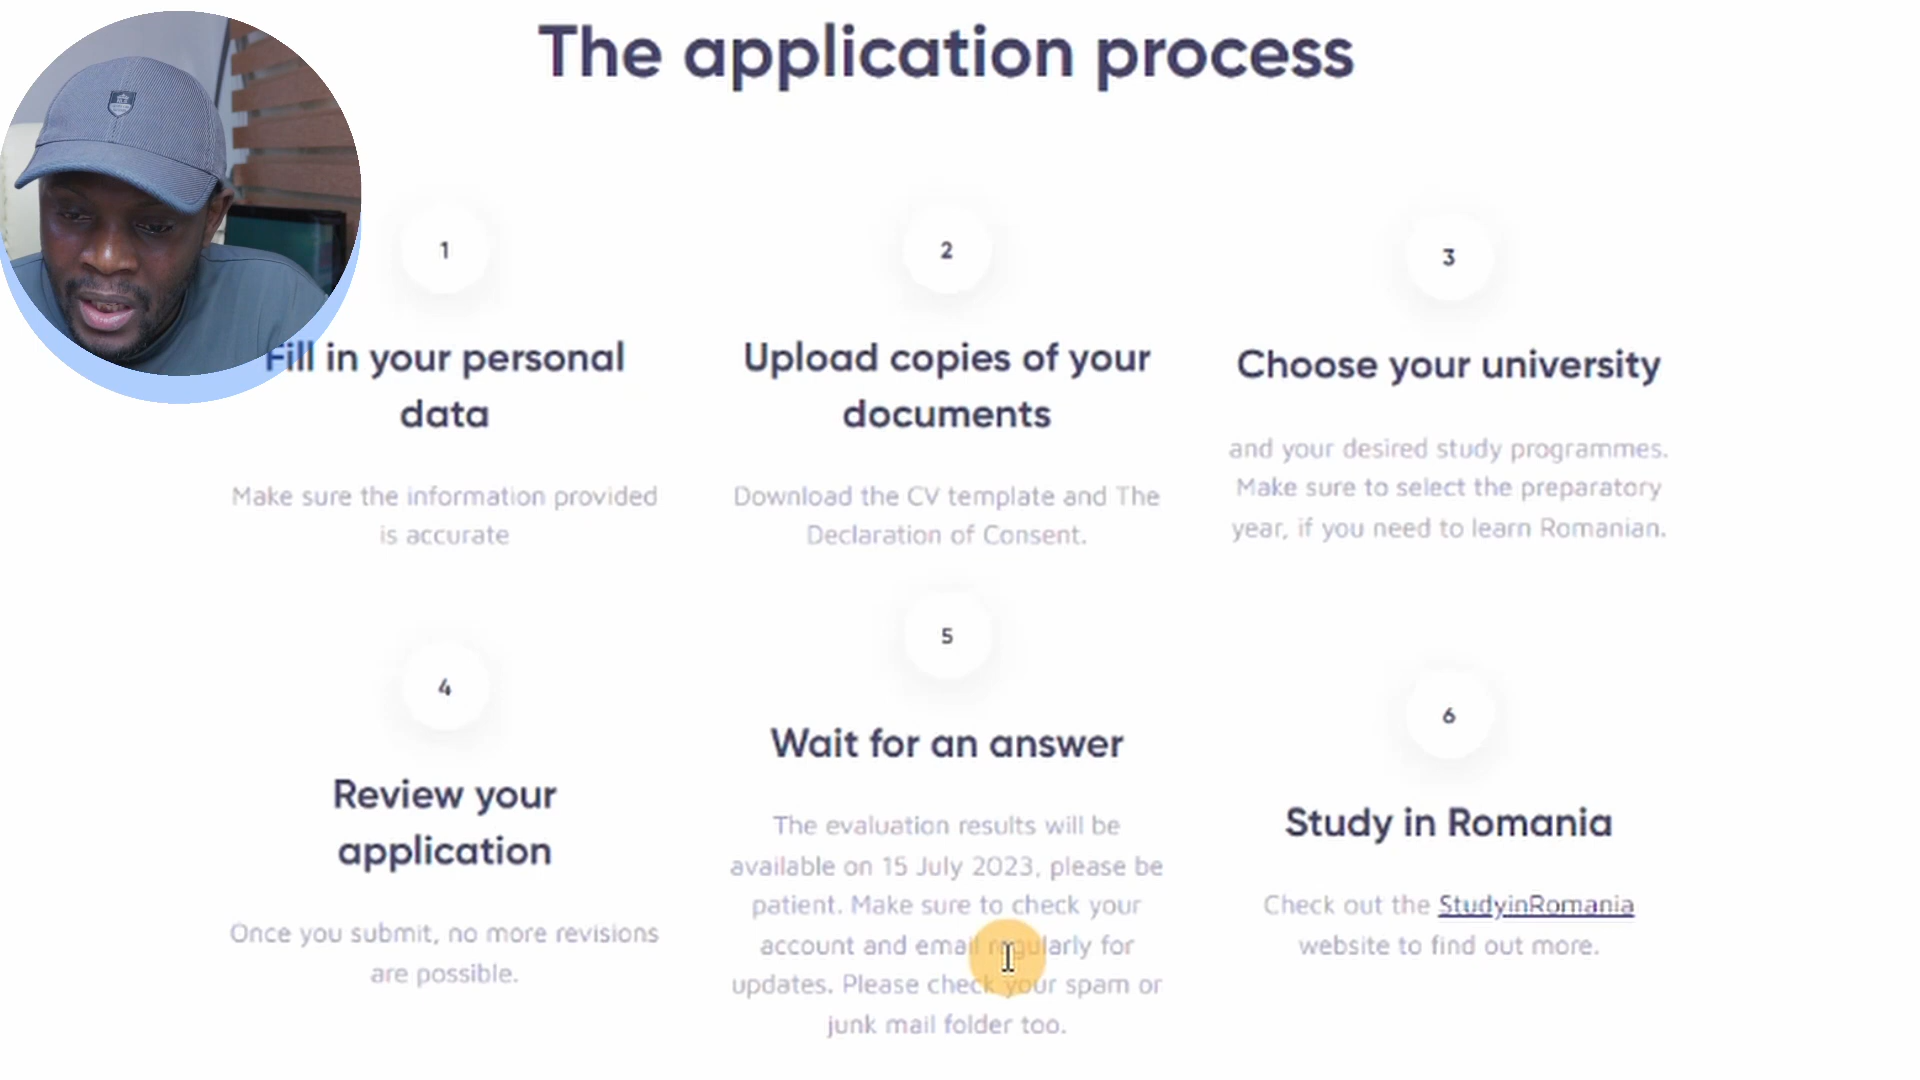 The application process
1
Fill in your personal
data
Make sure the information provided
is accurate
2
Upload copies of your
documents
Download the CV template and The
Declaration of Consent.
3
Choose your university
and your desired study programmes.
Make sure to select the preparatory
year, if you need to learn Romanian.
4
Review your
application
Once you submit, no more revisions
are possible.
5
Wait for an answer
The evaluation results will be
available on 15 July 2023, please be
patient. Make sure to check your
account and email regularly for
updates. Please check your spam or
junk mail folder too.
6
Study in Romania
Check out the StudyinRomania
website to find out more.